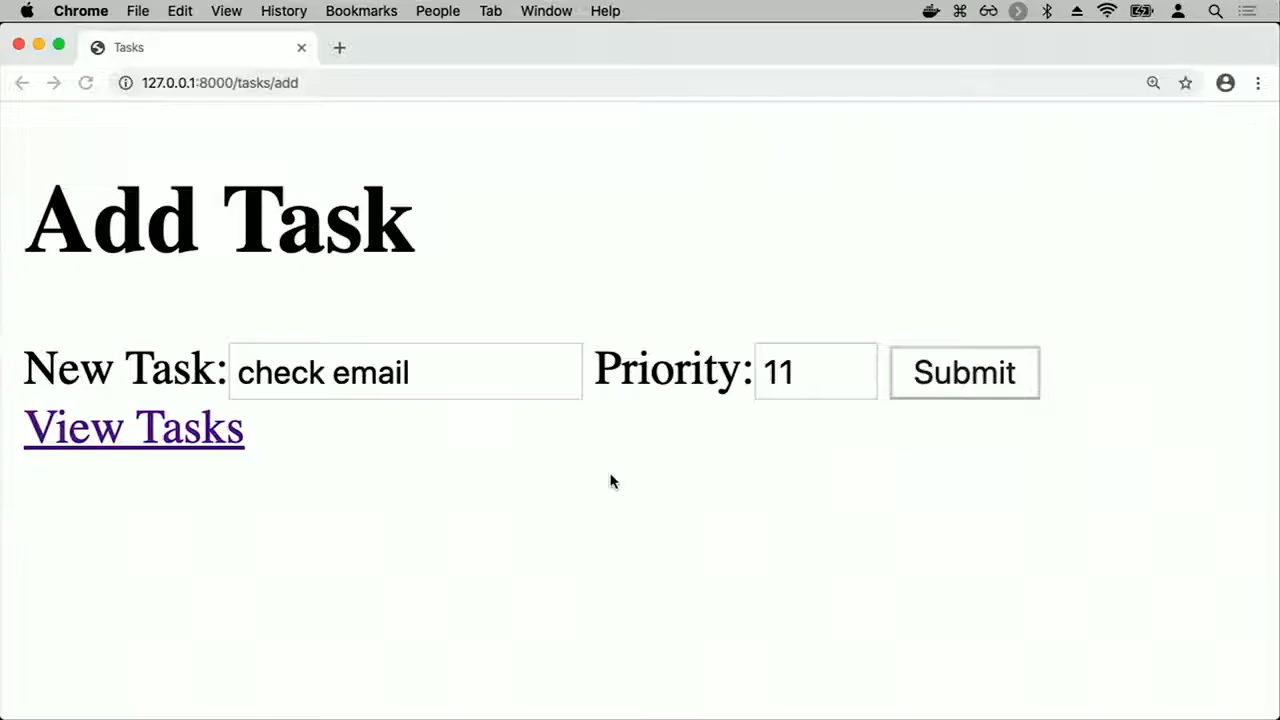 Chrome File Edit View History Bookmarks People Tab Window Help
Tasks
127.0.0.1:8000/tasks/add
Add Task
New Task: check email Priority: 11 Submit
View Tasks